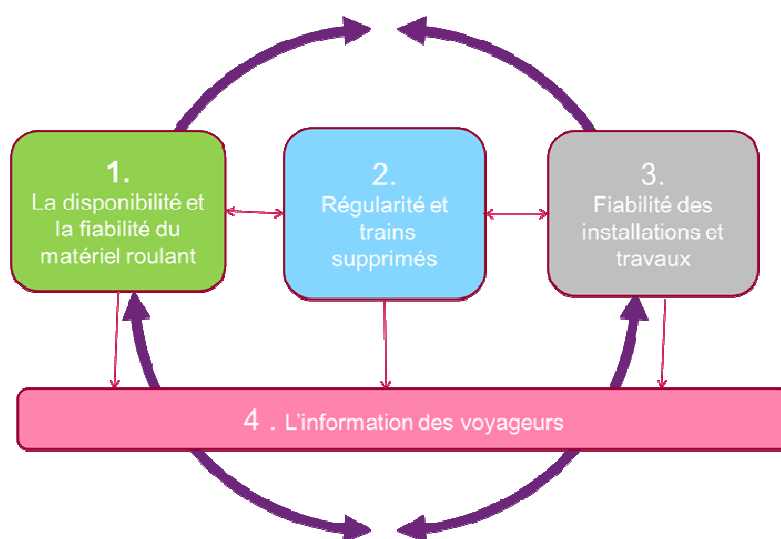 1.
La disponibilité et
la fiabilité du
matériel roulant
2.
Régularité et
trains
supprimés
3.
Fiabilité des
installations et
travaux
4 . L'information des voyageurs